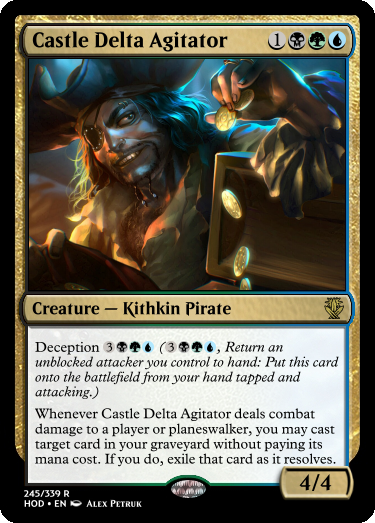 Castle Delta Agitator 1
Creature — Kithkin Pirate
Deception 3 (3, Return an
unblocked attacker you control to hand: Put this card
onto the battlefield from your hand tapped and
attacking.)
Whenever Castle Delta Agitator deals combat
damage to a player or planeswalker, you may cast
target card in your graveyard without paying its
mana cost. If you do, exile that card as it resolves.
4/4
245/339 R
HOD • EN Alex Petruk